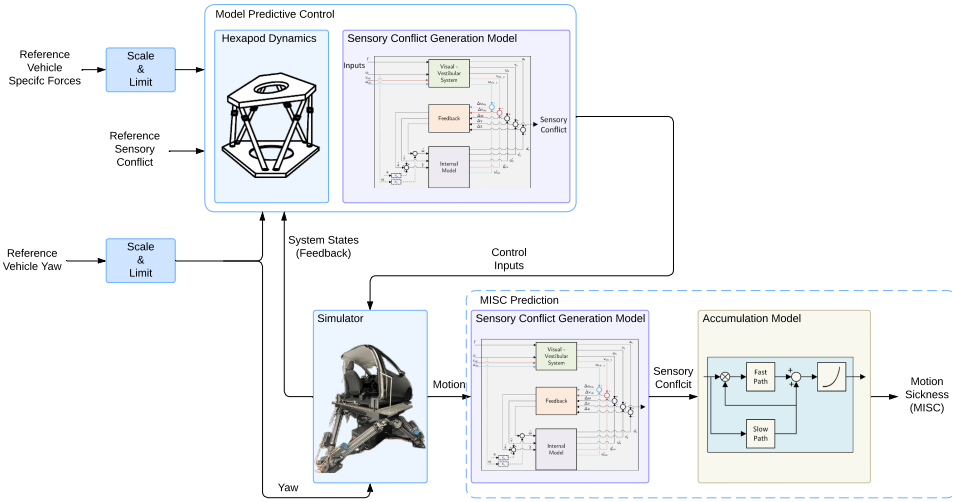 Model Predictive Control
Hexapod Dynamics
Sensory Conflict Generation Model
Reference
Vehicle
Specifc Forces
Scale
&
Limit
Inputs
Visual -
Vestibular
System
Feedback
Internal
Model
Sensory
Conflict
Reference
Sensory
Conflict
Reference
Vehicle Yaw
Scale
&
Limit
System States
(Feedback)
Control
Inputs
Simulator
Motion
Yaw
MISC Prediction
Sensory Conflict Generation Model
Visual -
Vestibular
System
Feedback
Internal
Model
Sensory
Conflcit
Accumulation Model
Fast
Path
Slow
Path
+
+
Motion
Sickness
(MISC)